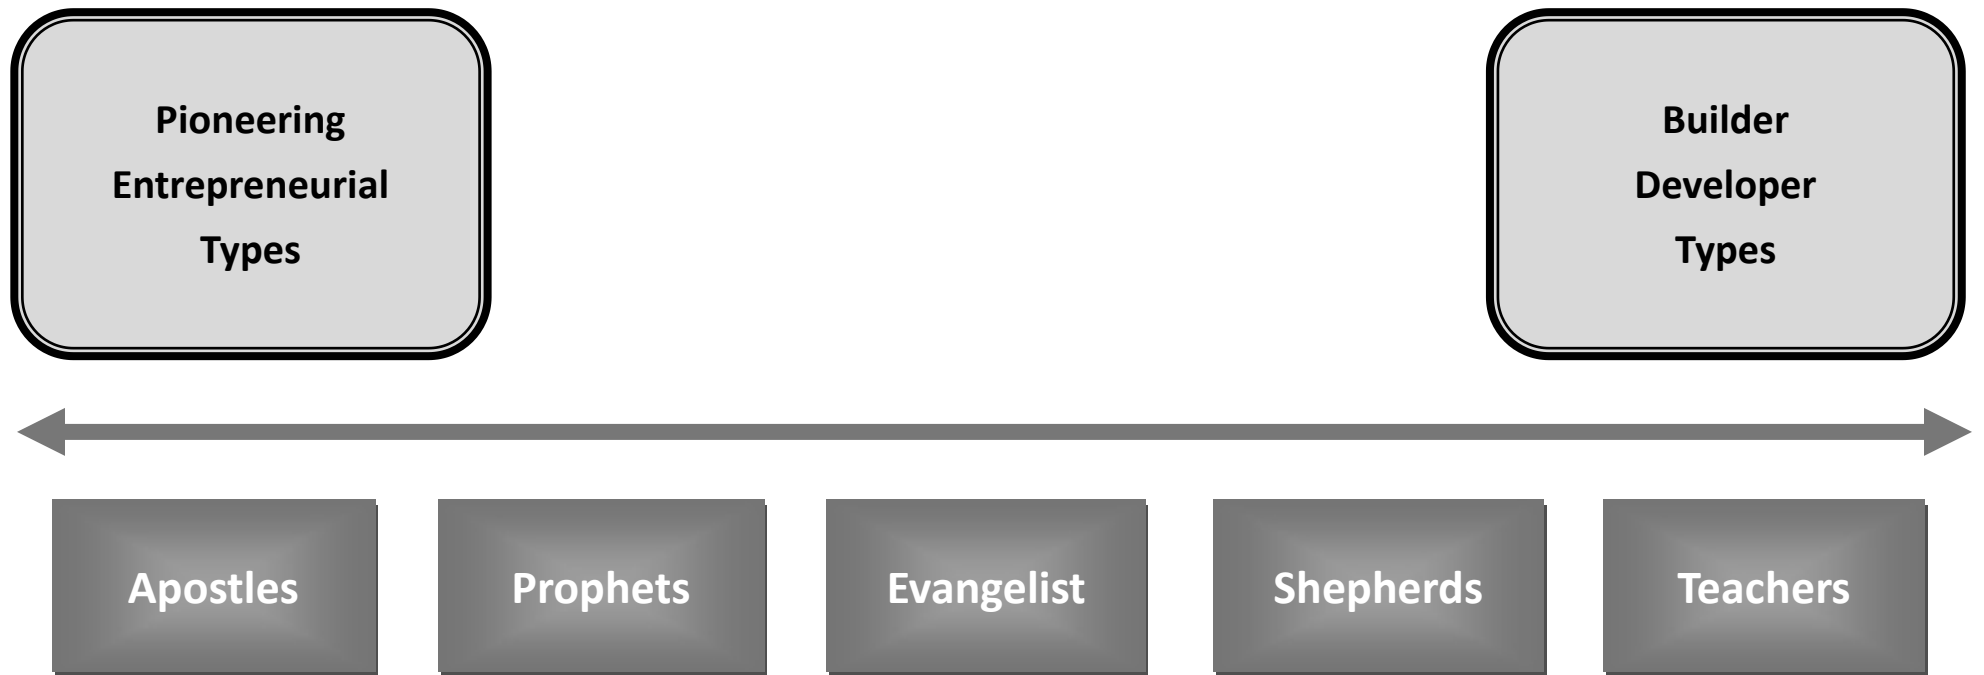 Pioneering
Entrepreneurial
Types
Builder
Developer
Types
Apostles
Prophets
Evangelist
Shepherds
Teachers